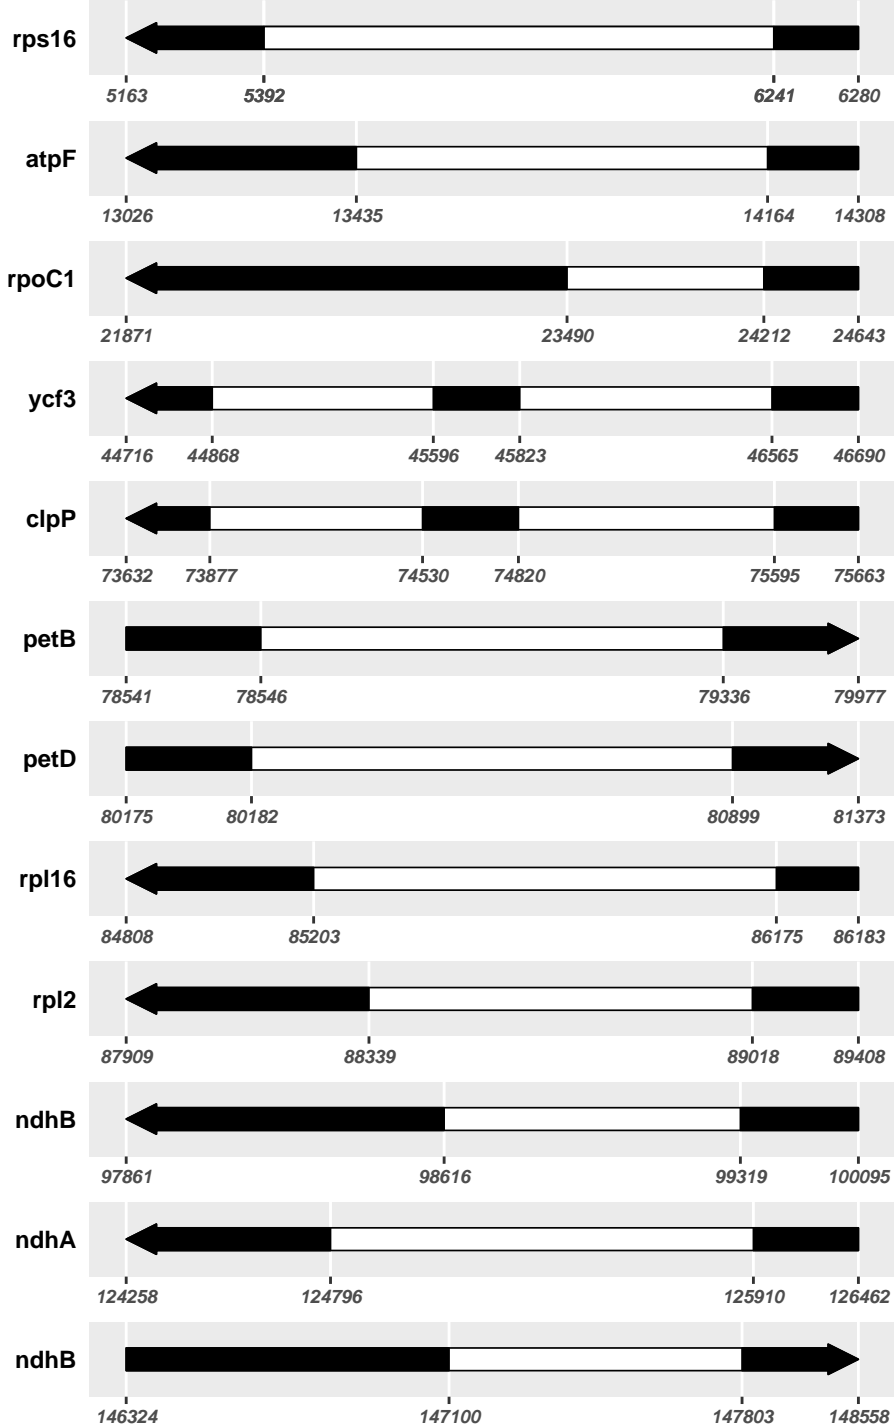 rps16
5163 5392 6241 6280
atpF
13026 13435 14164 14308
rpoC1
21871 23490 24212 24643
ycf3
44716 44868 45596 45823 46565 46690
clpP
73632 73877 74530 74820 75595 75663
petB
78541 78546 79336 79977
petD
80175 80182 80899 81373
rpl16
84808 85203 86175 86183
rpl2
87909 88339 89018 89408
ndhB
97861 98616 99319 100095
ndhA
124258 124796 125910 126462
ndhB
146324 147100 147803 148558